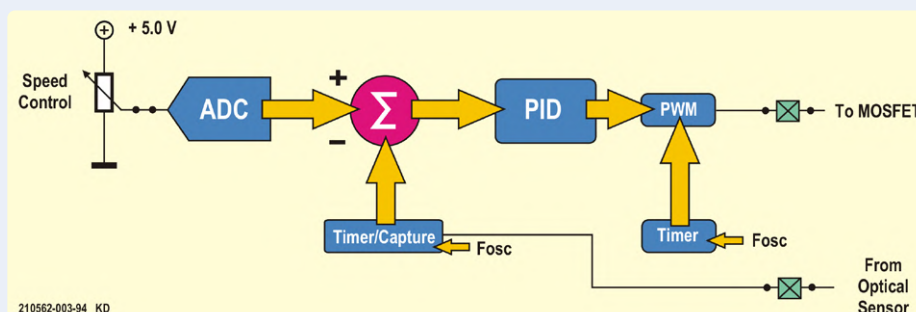 + 5.0 V
Speed
Control
ADC
+
−
Σ
PID
PWM
To MOSFET
Timer/Capture
Fosc
Timer
Fosc
From
Optical
Sensor
210562-003-94 KD